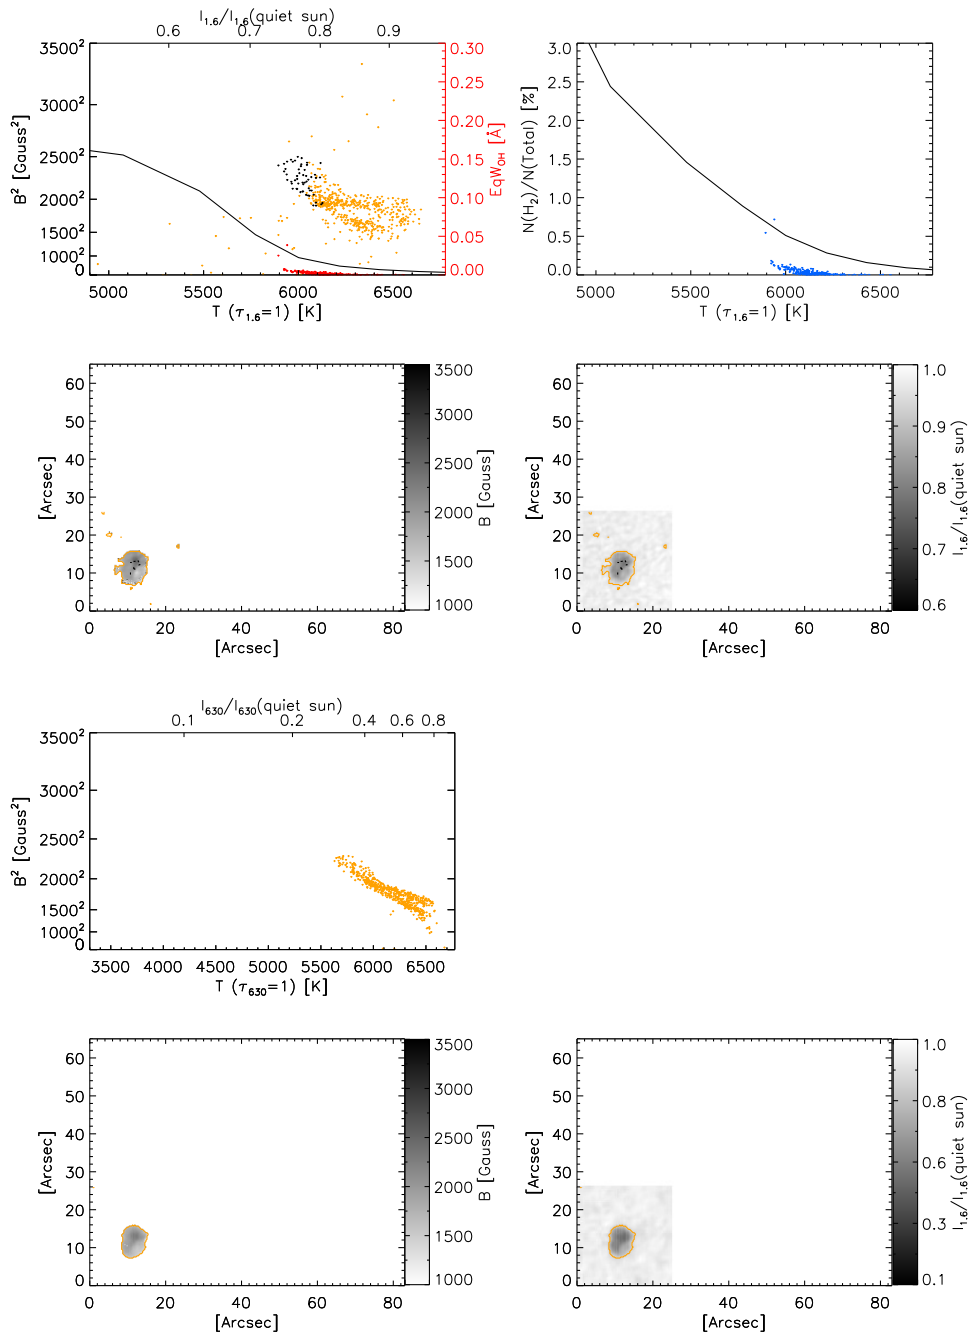 I1.6/I1.6(quiet sun)
0.6 0.7 0.8 0.9
3500² 3000² 2500² 2000² 1500² 1000² 0
B² [Gauss²]
0.30 0.25 0.20 0.15 0.10 0.05 0.00
EqWOH [Å]
5000 5500 6000 6500
T (τ1.6=1) [K]
3.0 2.5 2.0 1.5 1.0 0.5 0.0
N(H2)/N(Total) [%]
5000 5500 6000 6500
T (τ1.6=1) [K]
60 50 40 30 20 10 0
[Arcsec]
0 20 40 60 80
[Arcsec]
3500 3000 2500 2000 1500 1000
B [Gauss]
60 50 40 30 20 10 0
[Arcsec]
0 20 40 60 80
[Arcsec]
1.0 0.9 0.8 0.7 0.6
I1.6/I1.6(quiet sun)
I630/I630(quiet sun)
0.1 0.2 0.4 0.6 0.8
3500² 3000² 2500² 2000² 1500² 1000² 0
B² [Gauss²]
3500 4000 4500 5000 5500 6000 6500
T (τ630=1) [K]
60 50 40 30 20 10 0
[Arcsec]
0 20 40 60 80
[Arcsec]
3500 3000 2500 2000 1500 1000
B [Gauss]
60 50 40 30 20 10 0
[Arcsec]
0 20 40 60 80
[Arcsec]
1.0 0.8 0.6 0.3 0.1
I1.6/I1.6(quiet sun)